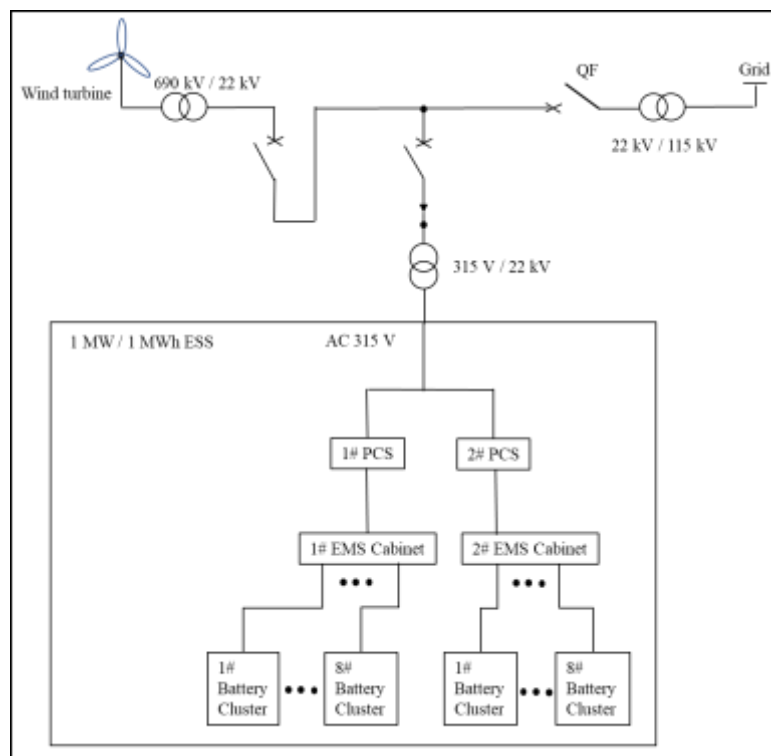 690 kV / 22 kV
Wind turbine
QF
Grid
22 kV / 115 kV
315 V / 22 kV
1 MW / 1 MWh ESS
AC 315 V
1# PCS
2# PCS
1# EMS Cabinet
2# EMS Cabinet
1#
Battery
Cluster
8#
Battery
Cluster
1#
Battery
Cluster
8#
Battery
Cluster